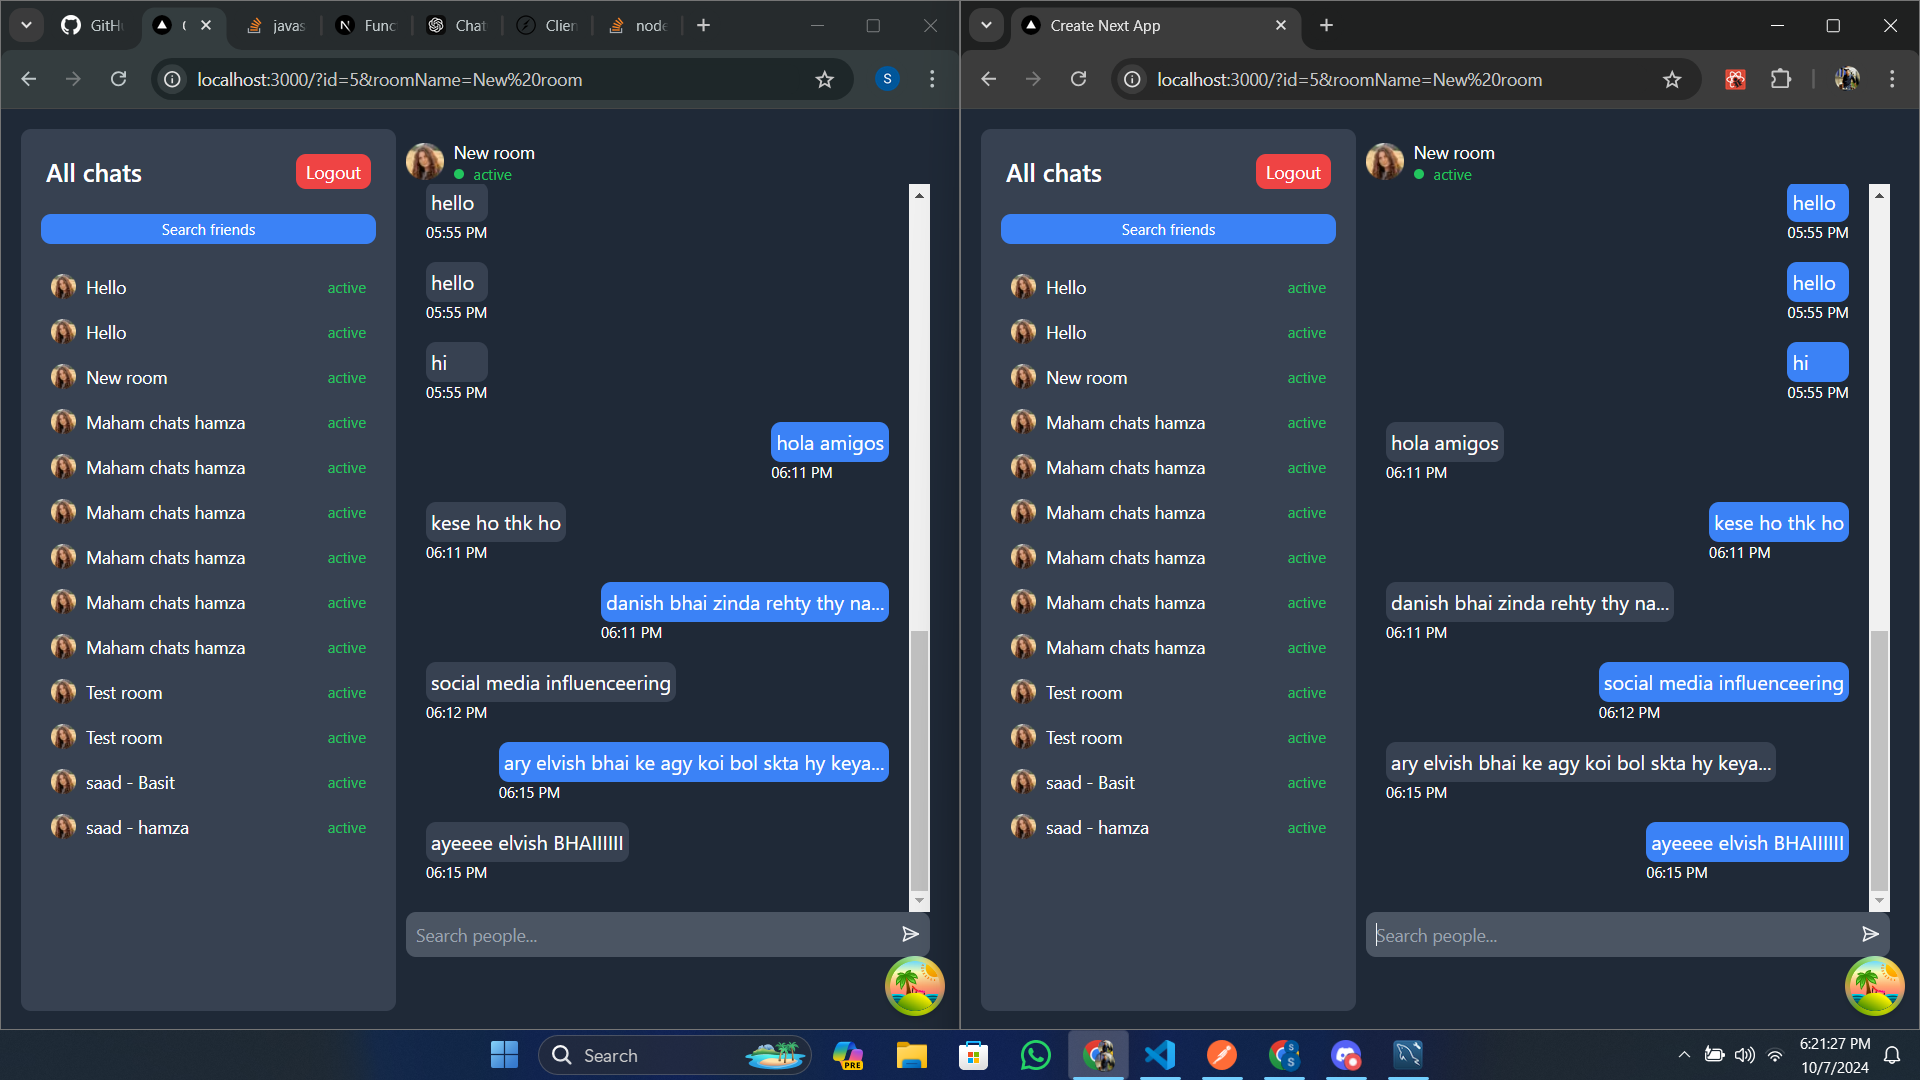 GitH
(
javas
Func
Chat
Clien
node
localhost:3000/?id=5&roomName=New%20room
S
All chats
Logout
Search friends
Hello active
Hello active
New room active
Maham chats hamza active
Maham chats hamza active
Maham chats hamza active
Maham chats hamza active
Maham chats hamza active
Maham chats hamza active
Test room active
Test room active
saad - Basit active
saad - hamza active
New room
active
hello
05:55 PM
hello
05:55 PM
hi
05:55 PM
hola amigos
06:11 PM
kese ho thk ho
06:11 PM
danish bhai zinda rehty thy na...
06:11 PM
social media influenceering
06:12 PM
ary elvish bhai ke agy koi bol skta hy keya...
06:15 PM
ayeeee elvish BHAIIIIII
06:15 PM
Search people...
Create Next App
localhost:3000/?id=5&roomName=New%20room
All chats
Logout
Search friends
Hello active
Hello active
New room active
Maham chats hamza active
Maham chats hamza active
Maham chats hamza active
Maham chats hamza active
Maham chats hamza active
Maham chats hamza active
Test room active
Test room active
saad - Basit active
saad - hamza active
New room
active
hello
05:55 PM
hello
05:55 PM
hi
05:55 PM
hola amigos
06:11 PM
kese ho thk ho
06:11 PM
danish bhai zinda rehty thy na...
06:11 PM
social media influenceering
06:12 PM
ary elvish bhai ke agy koi bol skta hy keya...
06:15 PM
ayeeee elvish BHAIIIIII
06:15 PM
Search people...
Search
PRE
S
S
6:21:27 PM
10/7/2024